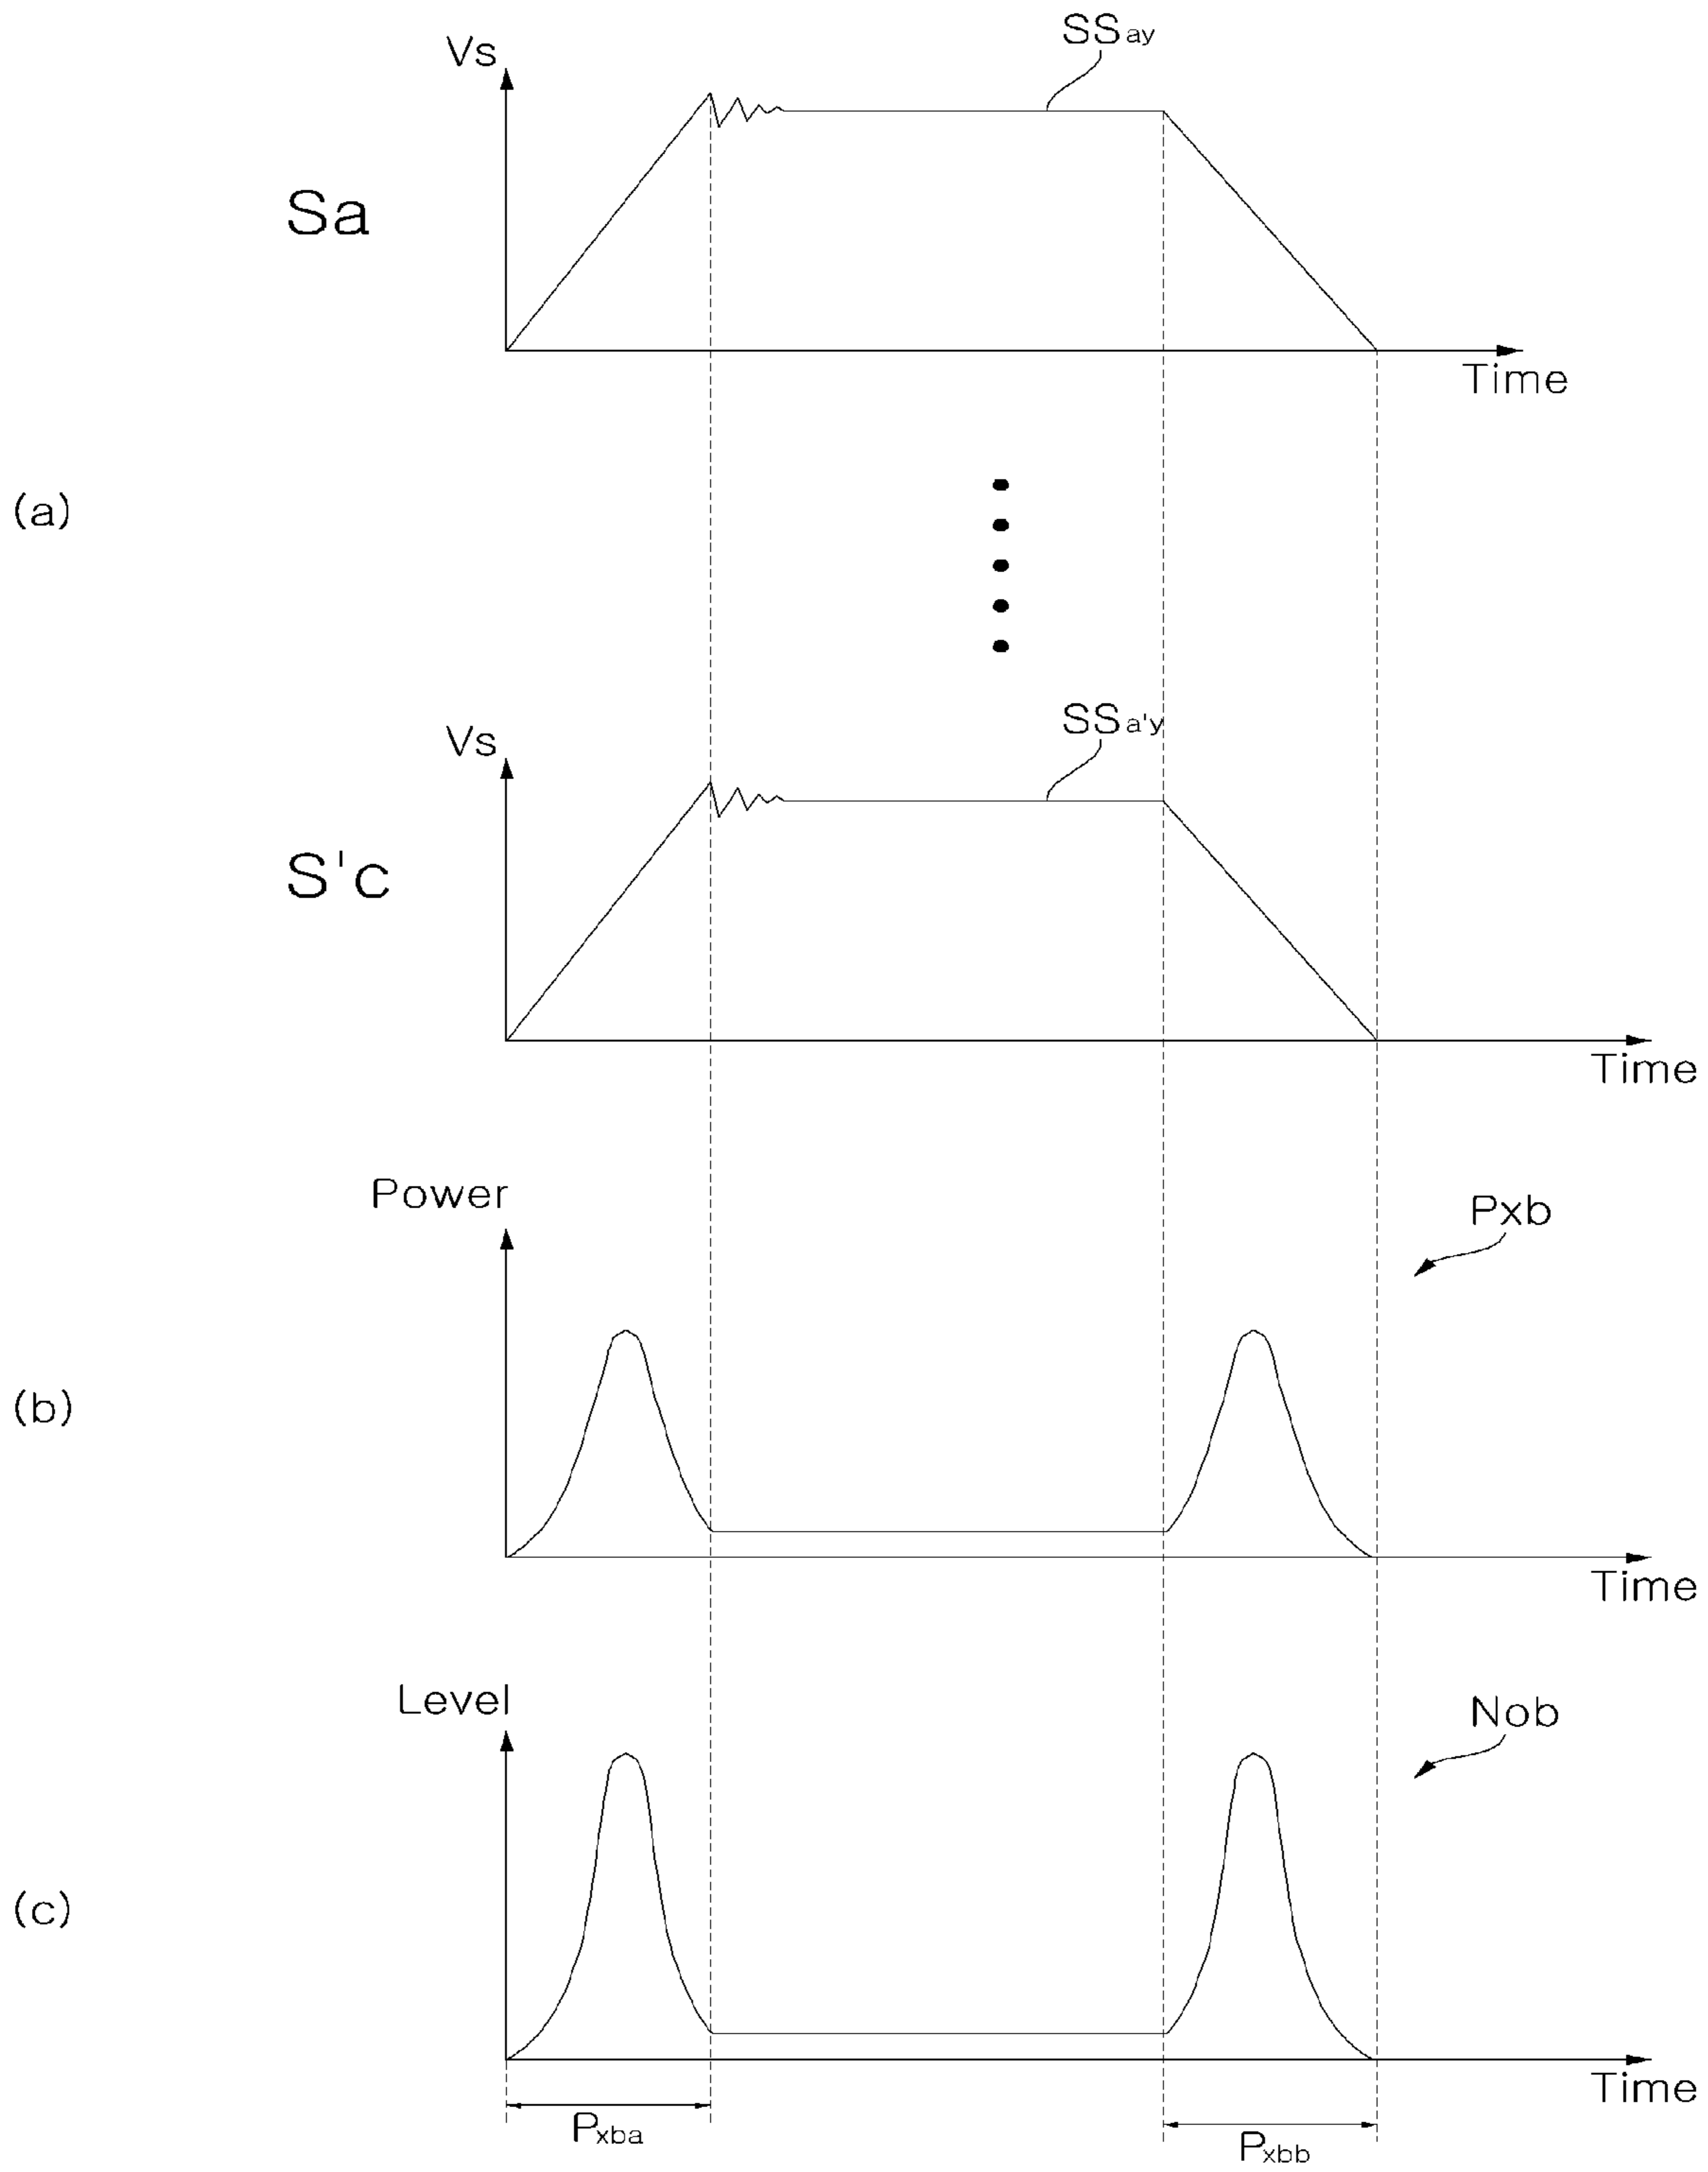 SSay
Vs
Sa
Time
(a)
SSa'y
Vs
S'c
Time
Power
Pxb
(b)
Time
Level
Nob
(c)
Time
Pxba
Pxbb